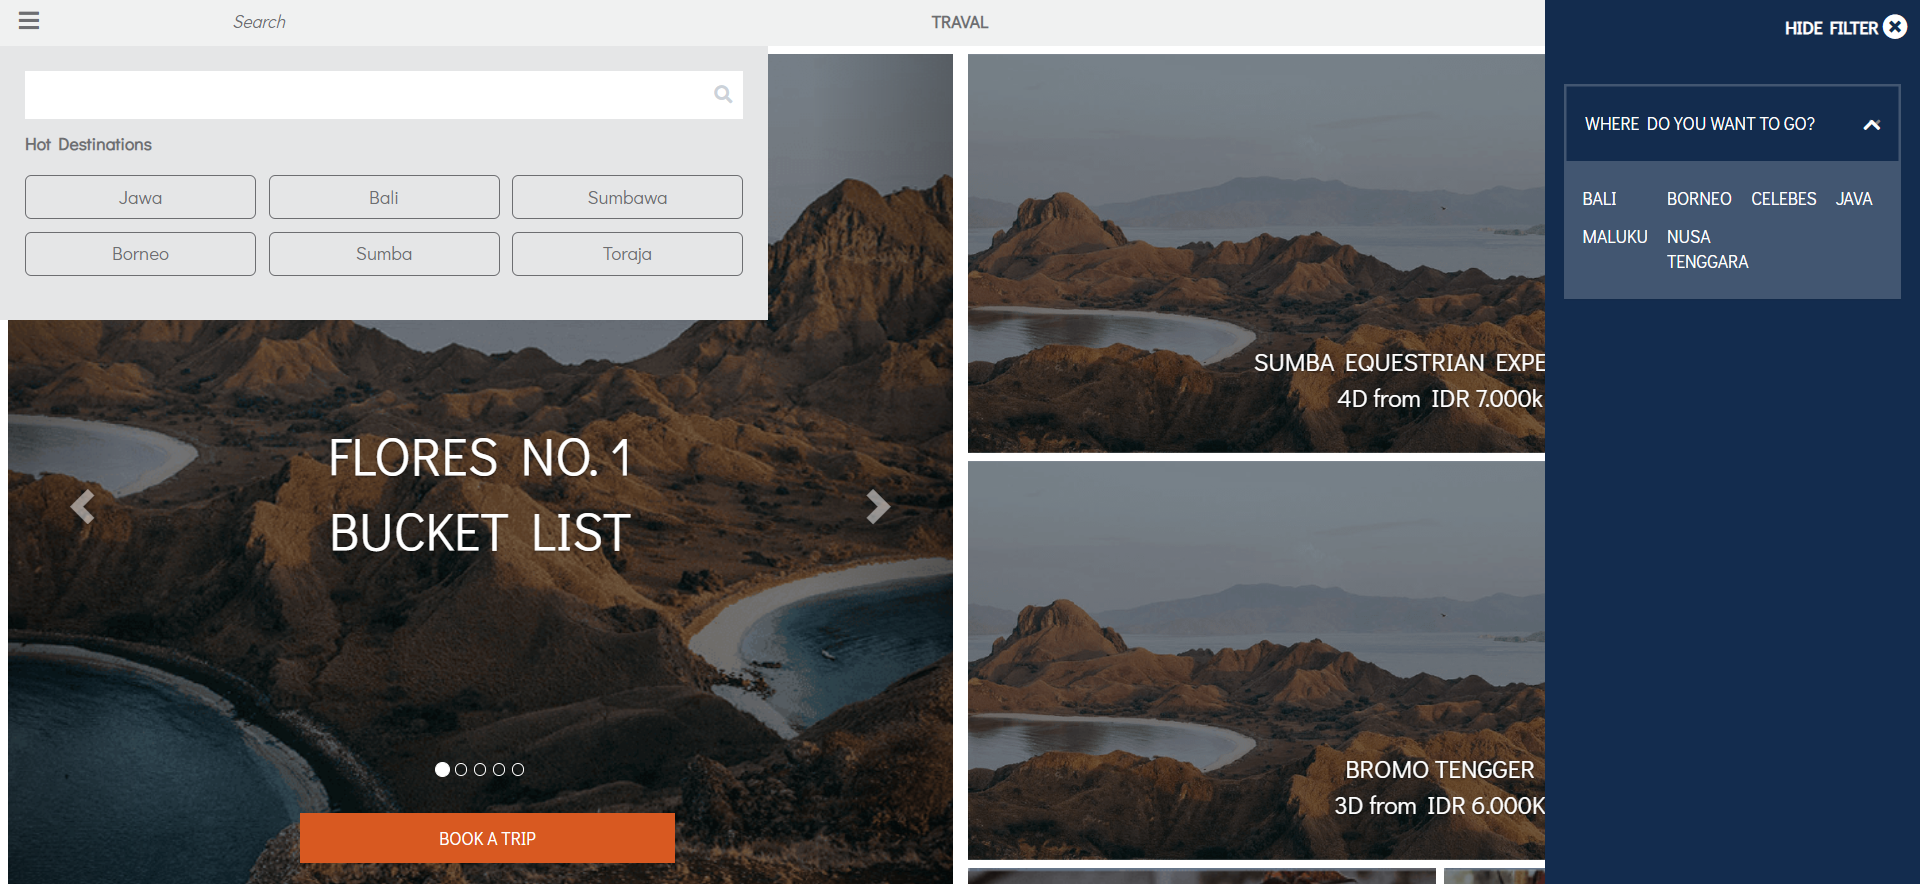 Search
TRAVAL
HIDE FILTER
Hot Destinations
Jawa
Bali
Sumbawa
Borneo
Sumba
Toraja
FLORES NO. 1
BUCKET LIST
BOOK A TRIP
SUMBA EQUESTRIAN EXPE
4D from IDR 7.000k
BROMO TENGGER
3D from IDR 6.000K
WHERE DO YOU WANT TO GO?
BALI
BORNEO
CELEBES
JAVA
MALUKU
NUSA
TENGGARA